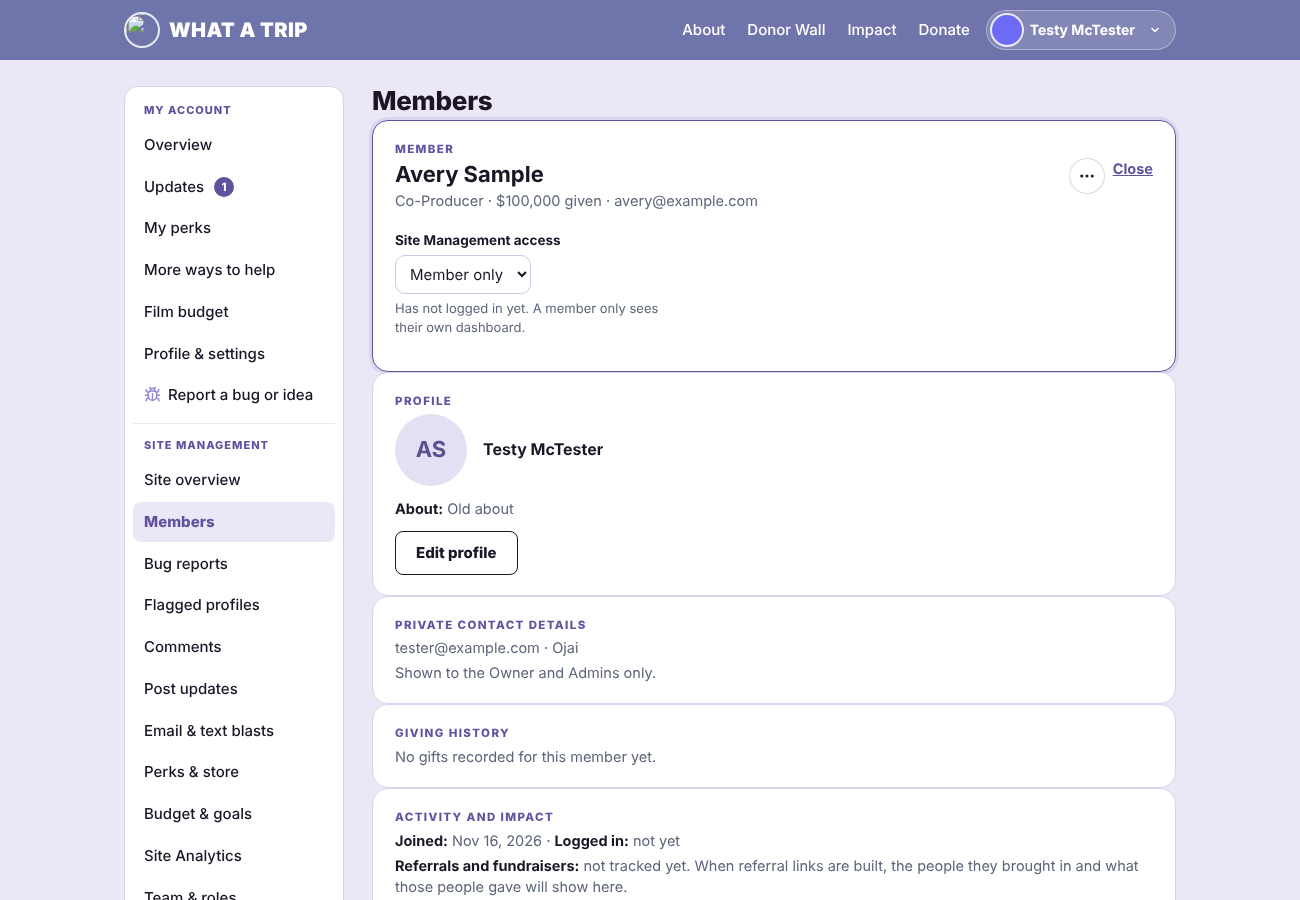 WHAT A TRIP
About
Donor Wall
Impact
Donate
Testy McTester
MY ACCOUNT
Overview
Updates 1
My perks
More ways to help
Film budget
Profile & settings
Report a bug or idea
SITE MANAGEMENT
Site overview
Members
Bug reports
Flagged profiles
Comments
Post updates
Email & text blasts
Perks & store
Budget & goals
Site Analytics
Team & roles
Members
MEMBER
Avery Sample
Co-Producer · $100,000 given · avery@example.com
Close
Site Management access
Member only
Has not logged in yet. A member only sees
their own dashboard.
PROFILE
AS
Testy McTester
About: Old about
Edit profile
PRIVATE CONTACT DETAILS
tester@example.com · Ojai
Shown to the Owner and Admins only.
GIVING HISTORY
No gifts recorded for this member yet.
ACTIVITY AND IMPACT
Joined: Nov 16, 2026 · Logged in: not yet
Referrals and fundraisers: not tracked yet. When referral links are built, the people they brought in and what
those people gave will show here.